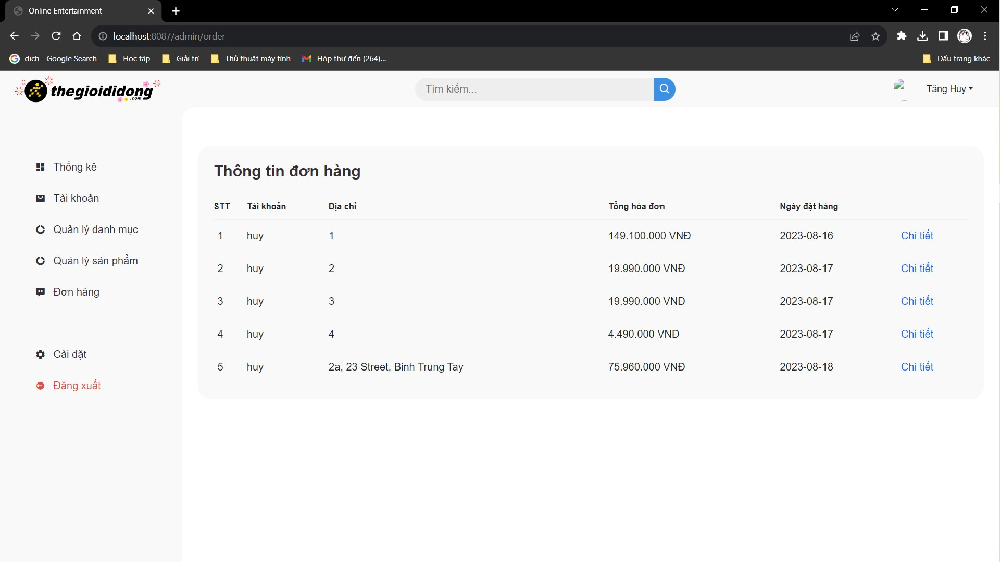 Online Entertainment
localhost:8087/admin/order
dịch - Google Search
Học tập
Giải trí
Thủ thuật máy tính
Hộp thư đến (264)...
Dấu trang khác
thegioididong
.com
Tìm kiếm...
Tăng Huy
Thống kê
Tài khoản
Quản lý danh mục
Quản lý sản phẩm
Đơn hàng
Cài đặt
Đăng xuất
Thông tin đơn hàng
STT Tài khoản Địa chỉ Tổng hóa đơn Ngày đặt hàng
1 huy 1 149.100.000 VNĐ 2023-08-16 Chi tiết
2 huy 2 19.990.000 VNĐ 2023-08-17 Chi tiết
3 huy 3 19.990.000 VNĐ 2023-08-17 Chi tiết
4 huy 4 4.490.000 VNĐ 2023-08-17 Chi tiết
5 huy 2a, 23 Street, Binh Trung Tay 75.960.000 VNĐ 2023-08-18 Chi tiết